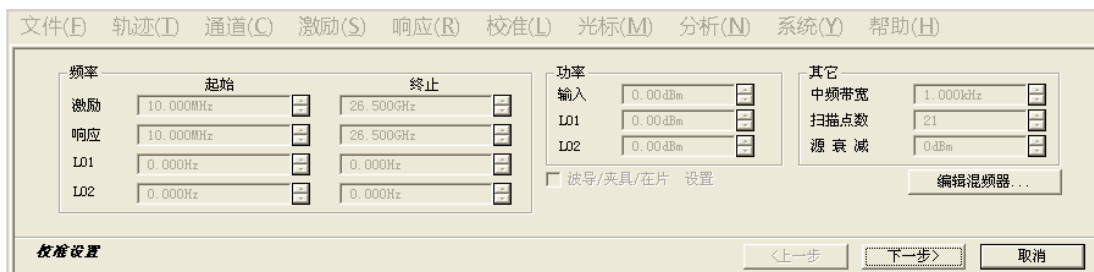 文件(F) 轨迹(T) 通道(C) 激励(S) 响应(R) 校准(L) 光标(M) 分析(N) 系统(Y) 帮助(H)
频率
起始 终止
激励 10.000MHz 26.500GHz
响应 10.000MHz 26.500GHz
LO1 0.000Hz 0.000Hz
LO2 0.000Hz 0.000Hz
功率
输入 0.00dBm
LO1 0.00dBm
LO2 0.00dBm
波导/夹具/在片 设置
其它
中频带宽 1.000kHz
扫描点数 21
源 衰 减 0dBm
编辑混频器...
校准设置
<上一步 下一步> 取消